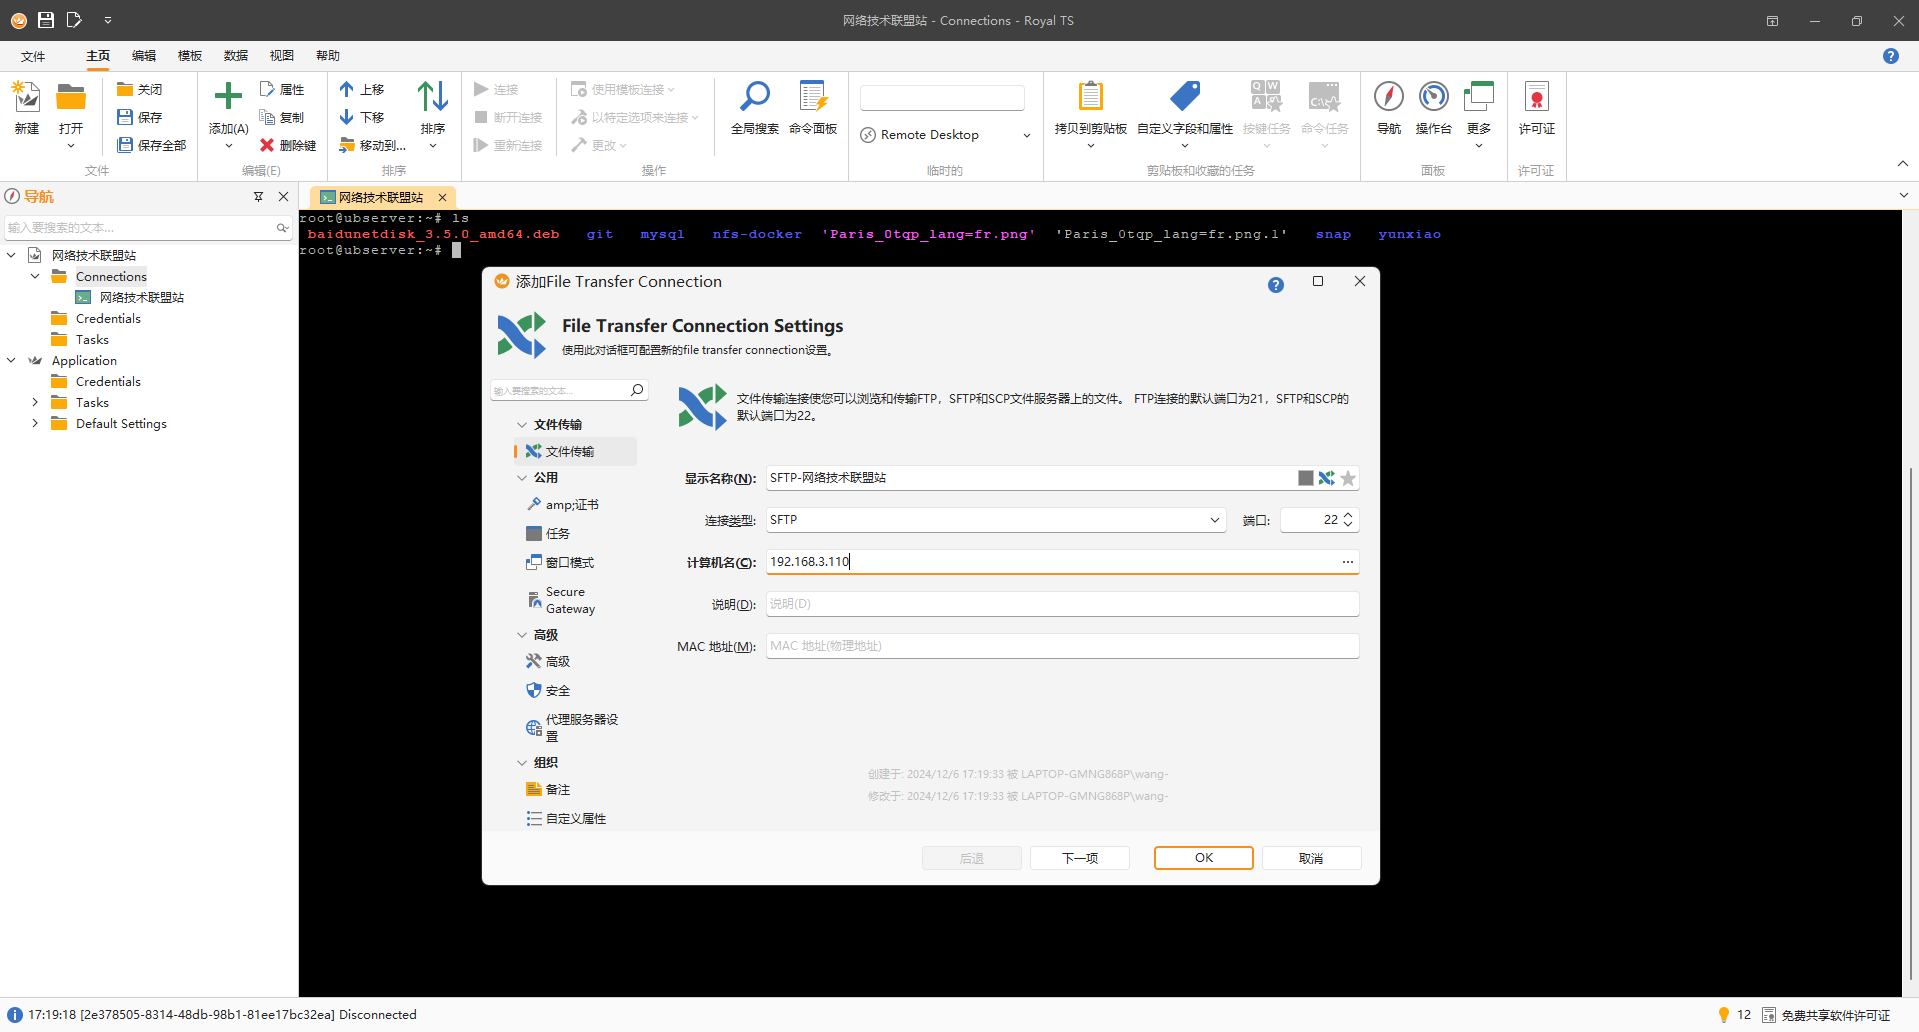 网络技术联盟站 - Connections - Royal TS
文件 主页 编辑 模板 数据 视图 帮助
新建 打开 关闭 保存 保存全部 文件
添加(A) 属性 复制 删除键 编辑(E)
上移 下移 移动到... 排序 排序
连接 断开连接 重新连接 使用模板连接 以特定选项来连接 更改 操作
全局搜索 命令面板
Remote Desktop 临时的
拷贝到剪贴板 自定义字段和属性 按键任务 命令任务 剪贴板和收藏的任务
导航 操作台 更多 面板
许可证 许可证
导航
输入要搜索的文本...
网络技术联盟站
Connections
网络技术联盟站
Credentials
Tasks
Application
Credentials
Tasks
Default Settings
网络技术联盟站
root@ubserver:~# ls
baidunetdisk_3.5.0_amd64.deb git mysql nfs-docker 'Paris_0tqp_lang=fr.png' 'Paris_0tqp_lang=fr.png.1' snap yunxiao
root@ubserver:~#
添加File Transfer Connection
File Transfer Connection Settings
使用此对话框可配置新的file transfer connection设置。
输入要搜索的文本...
文件传输
文件传输
公用
amp;证书
任务
窗口模式
Secure
Gateway
高级
高级
安全
代理服务器设
置
组织
备注
自定义属性
文件传输连接使您可以浏览和传输FTP，SFTP和SCP文件服务器上的文件。 FTP连接的默认端口为21，SFTP和SCP的
默认端口为22。
显示名称(N): SFTP-网络技术联盟站
连接类型: SFTP 端口: 22
计算机名(C): 192.168.3.110
说明(D): 说明(D)
MAC 地址(M): MAC 地址(物理地址)
创建于: 2024/12/6 17:19:33 被 LAPTOP-GMNG868P\wang-
修改于: 2024/12/6 17:19:33 被 LAPTOP-GMNG868P\wang-
后退 下一项 OK 取消
17:19:18 [2e378505-8314-48db-98b1-81ee17bc32ea] Disconnected
12 免费共享软件许可证